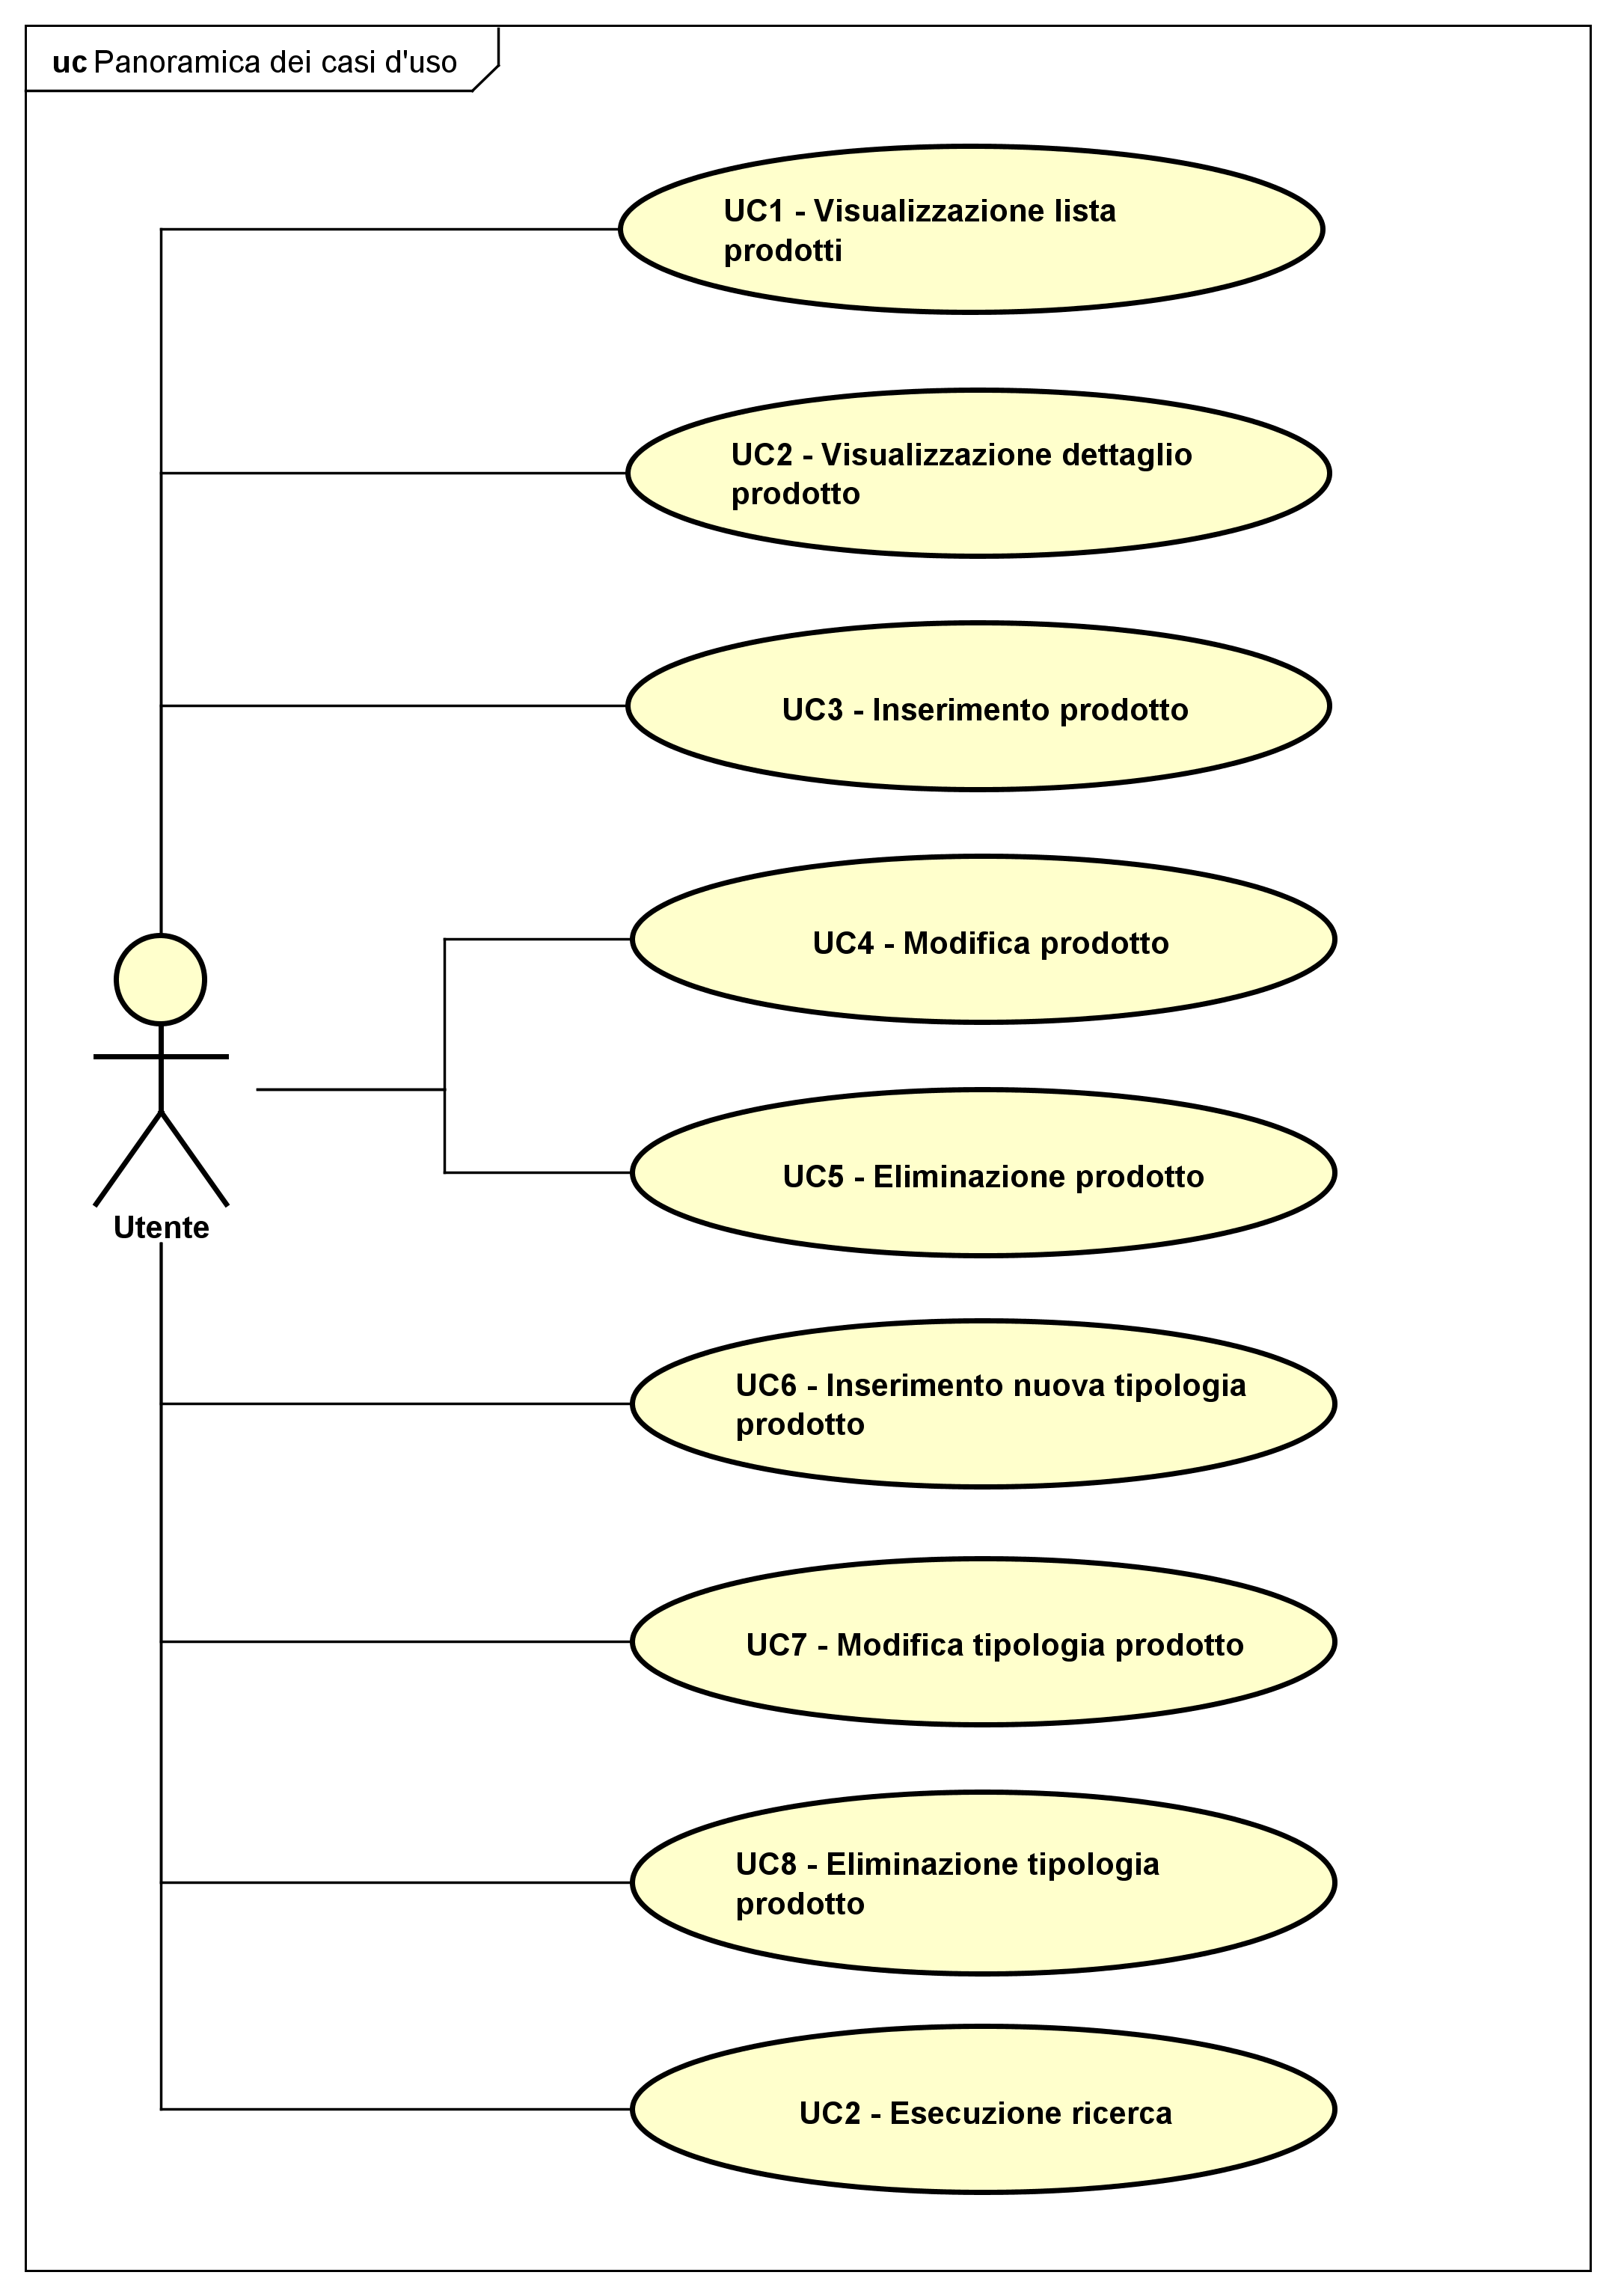 uc Panoramica dei casi d'uso
UC1 - Visualizzazione lista
prodotti
UC2 - Visualizzazione dettaglio
prodotto
UC3 - Inserimento prodotto
UC4 - Modifica prodotto
UC5 - Eliminazione prodotto
Utente
UC6 - Inserimento nuova tipologia
prodotto
UC7 - Modifica tipologia prodotto
UC8 - Eliminazione tipologia
prodotto
UC2 - Esecuzione ricerca